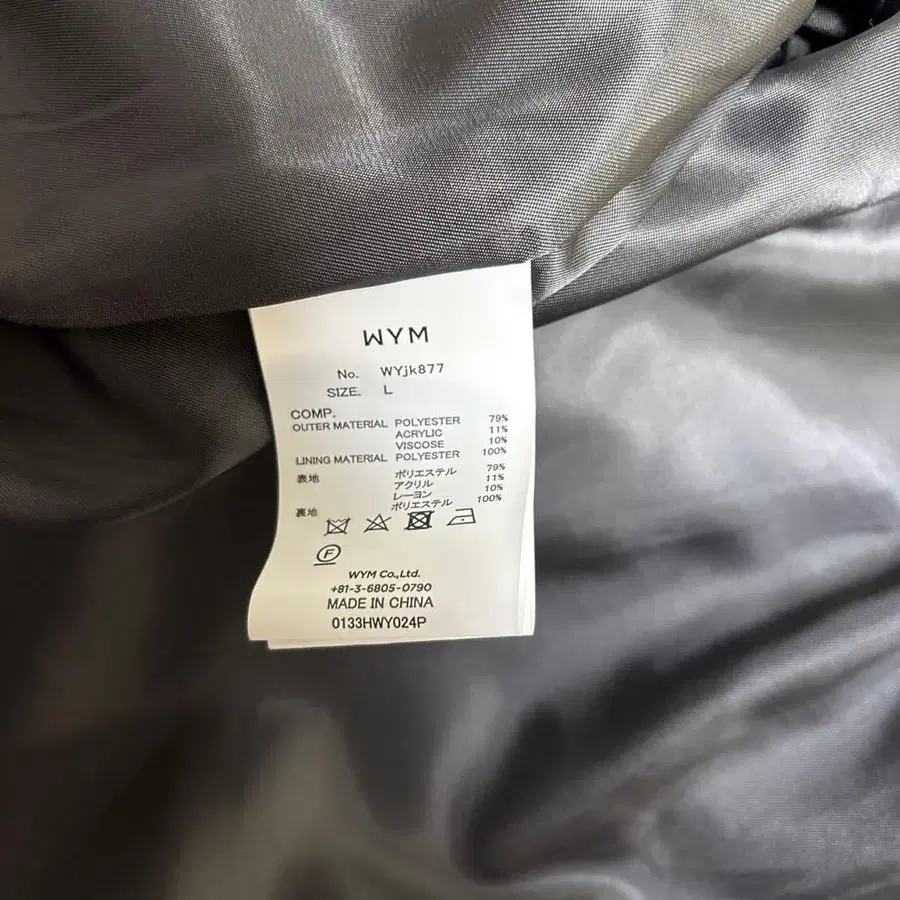 WYM
No. WYjk877
SIZE. L
COMP.
OUTER MATERIAL POLYESTER 79%
ACRYLIC 11%
VISCOSE 10%
LINING MATERIAL POLYESTER 100%
表地 ポリエステル 79%
アクリル 11%
レーヨン 10%
裏地 ポリエステル 100%
F
WYM Co.,Ltd.
+81-3-6805-0790
MADE IN CHINA
0133HWY024P